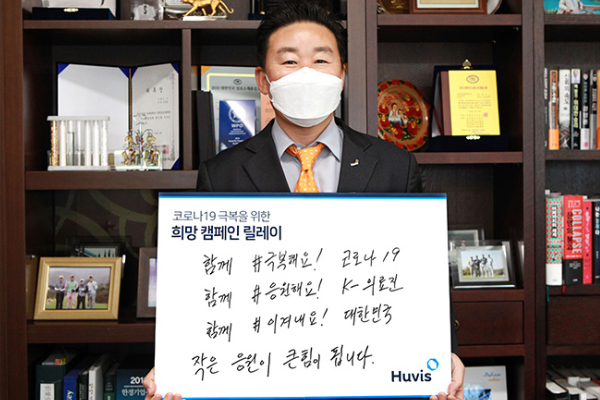 코로나19 극복을 위한
희망 캠페인 릴레이
함께 #극복해요! 코로나 19
함께 #응원해요! K-의료진
함께 #이겨내요! 대한민국
작은 응원이 큰힘이 됩니다.
Huvis
COLLAPSE